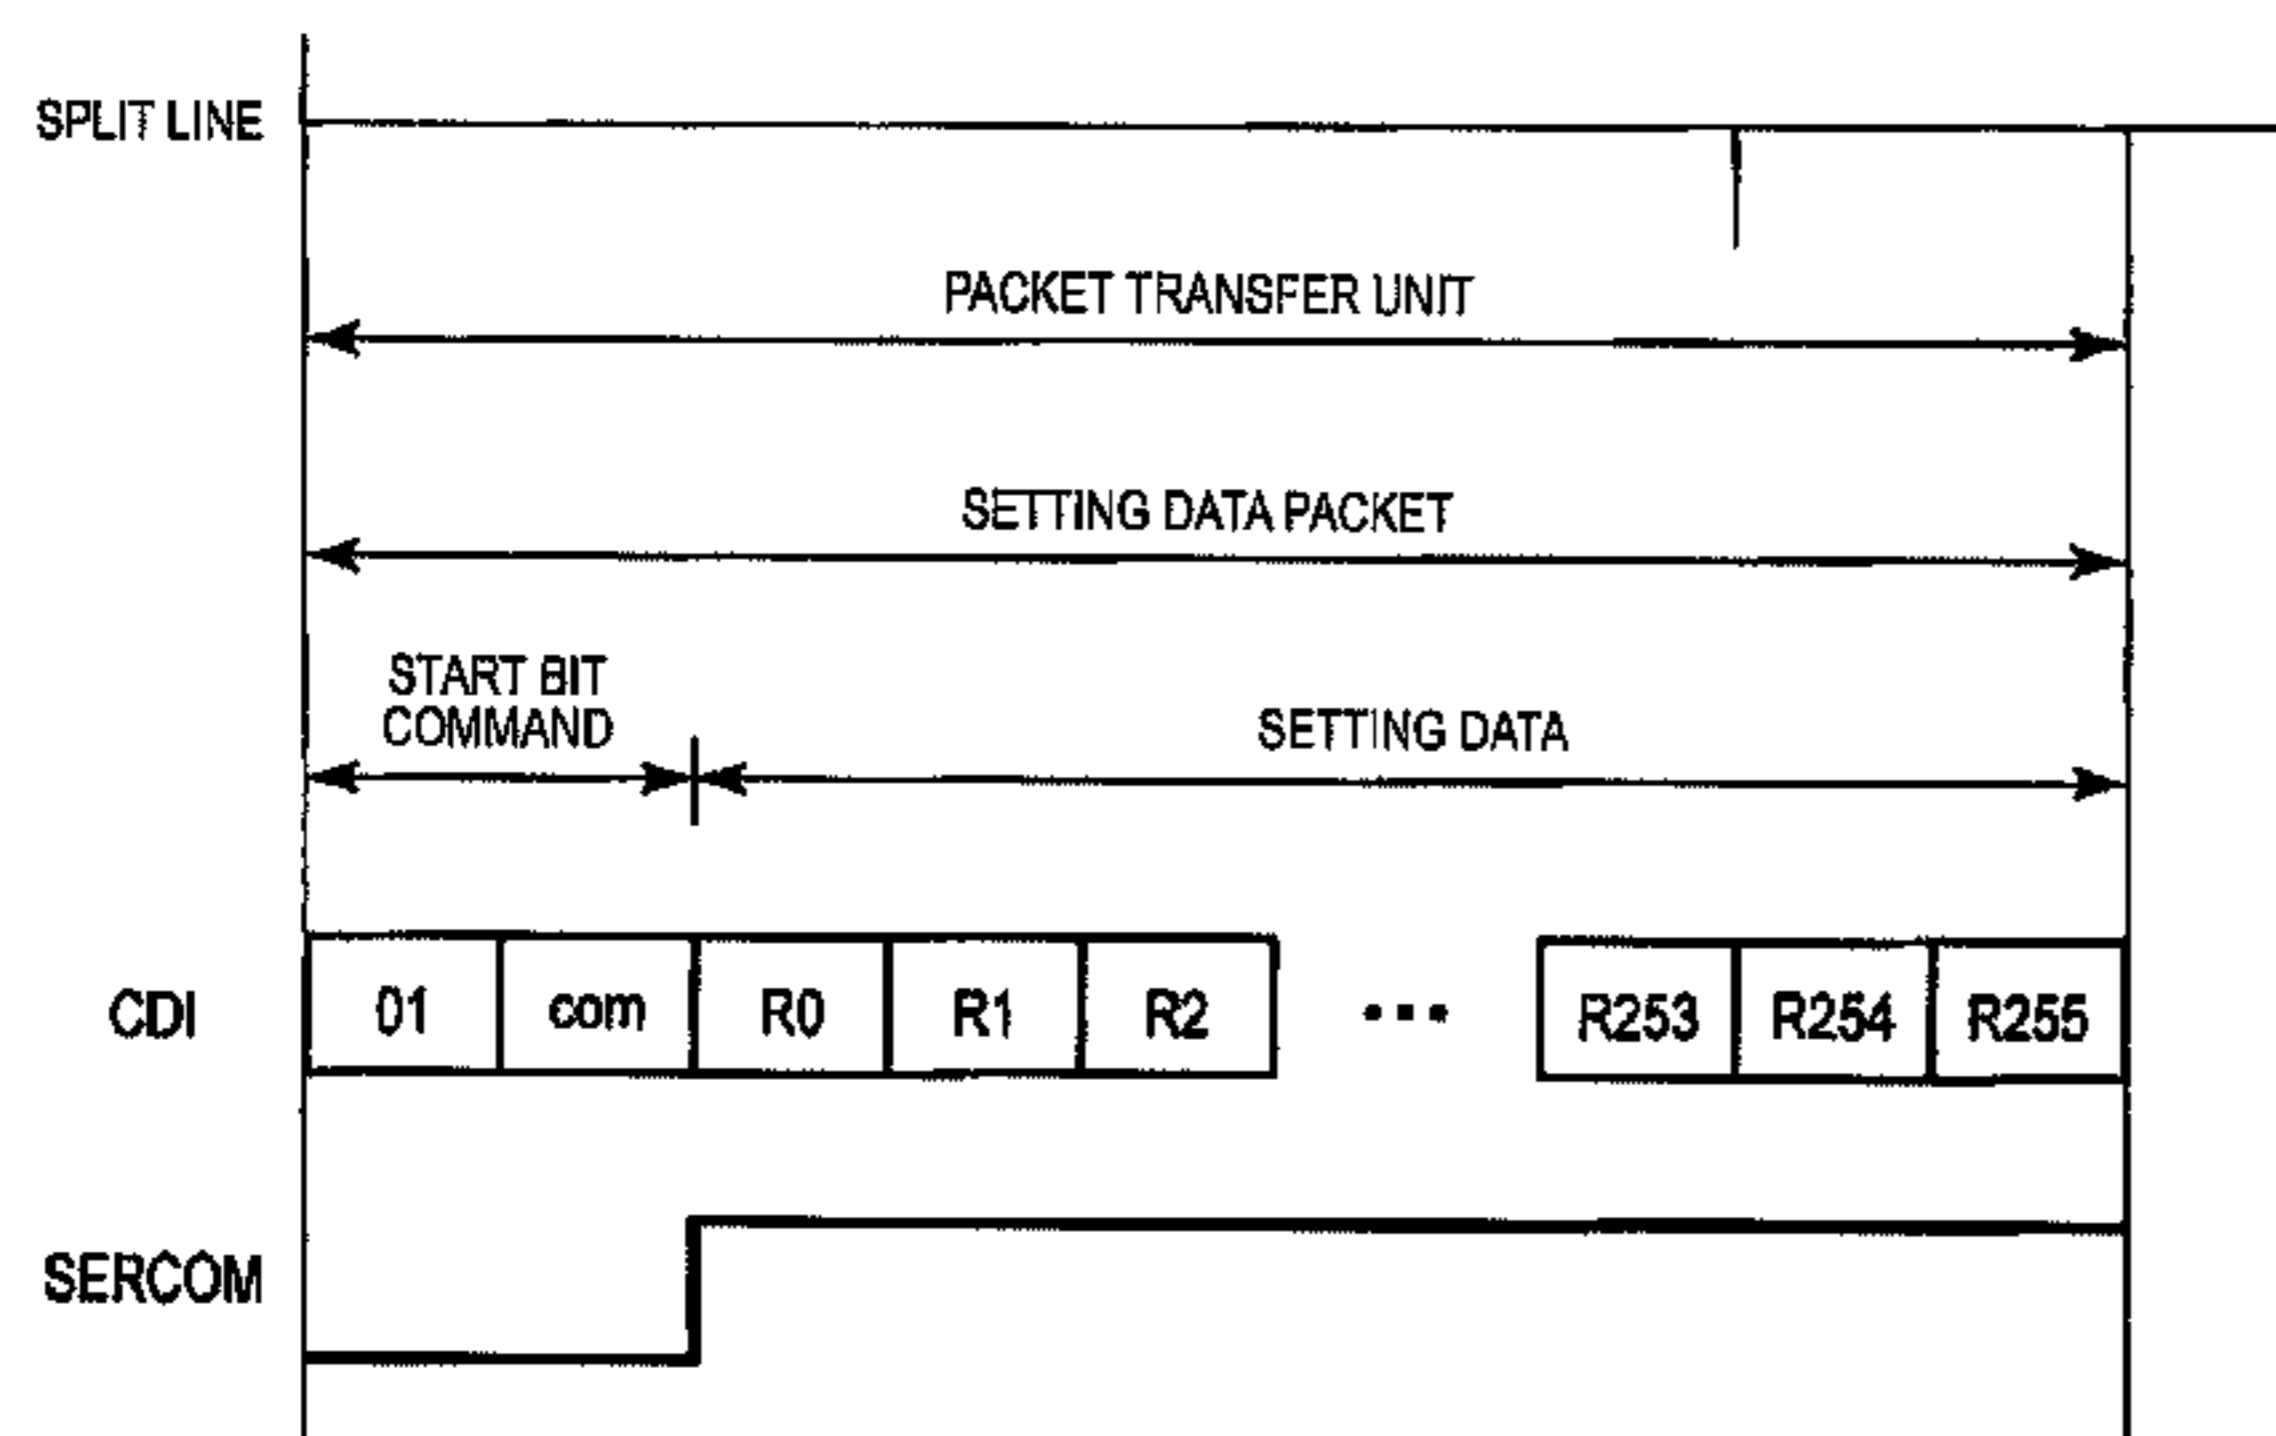 SPLIT LINE
PACKET TRANSFER UNIT
SETTING DATA PACKET
START BIT
COMMAND
SETTING DATA
CDI 01 com R0 R1 R2 ••• R253 R254 R255
SERCOM